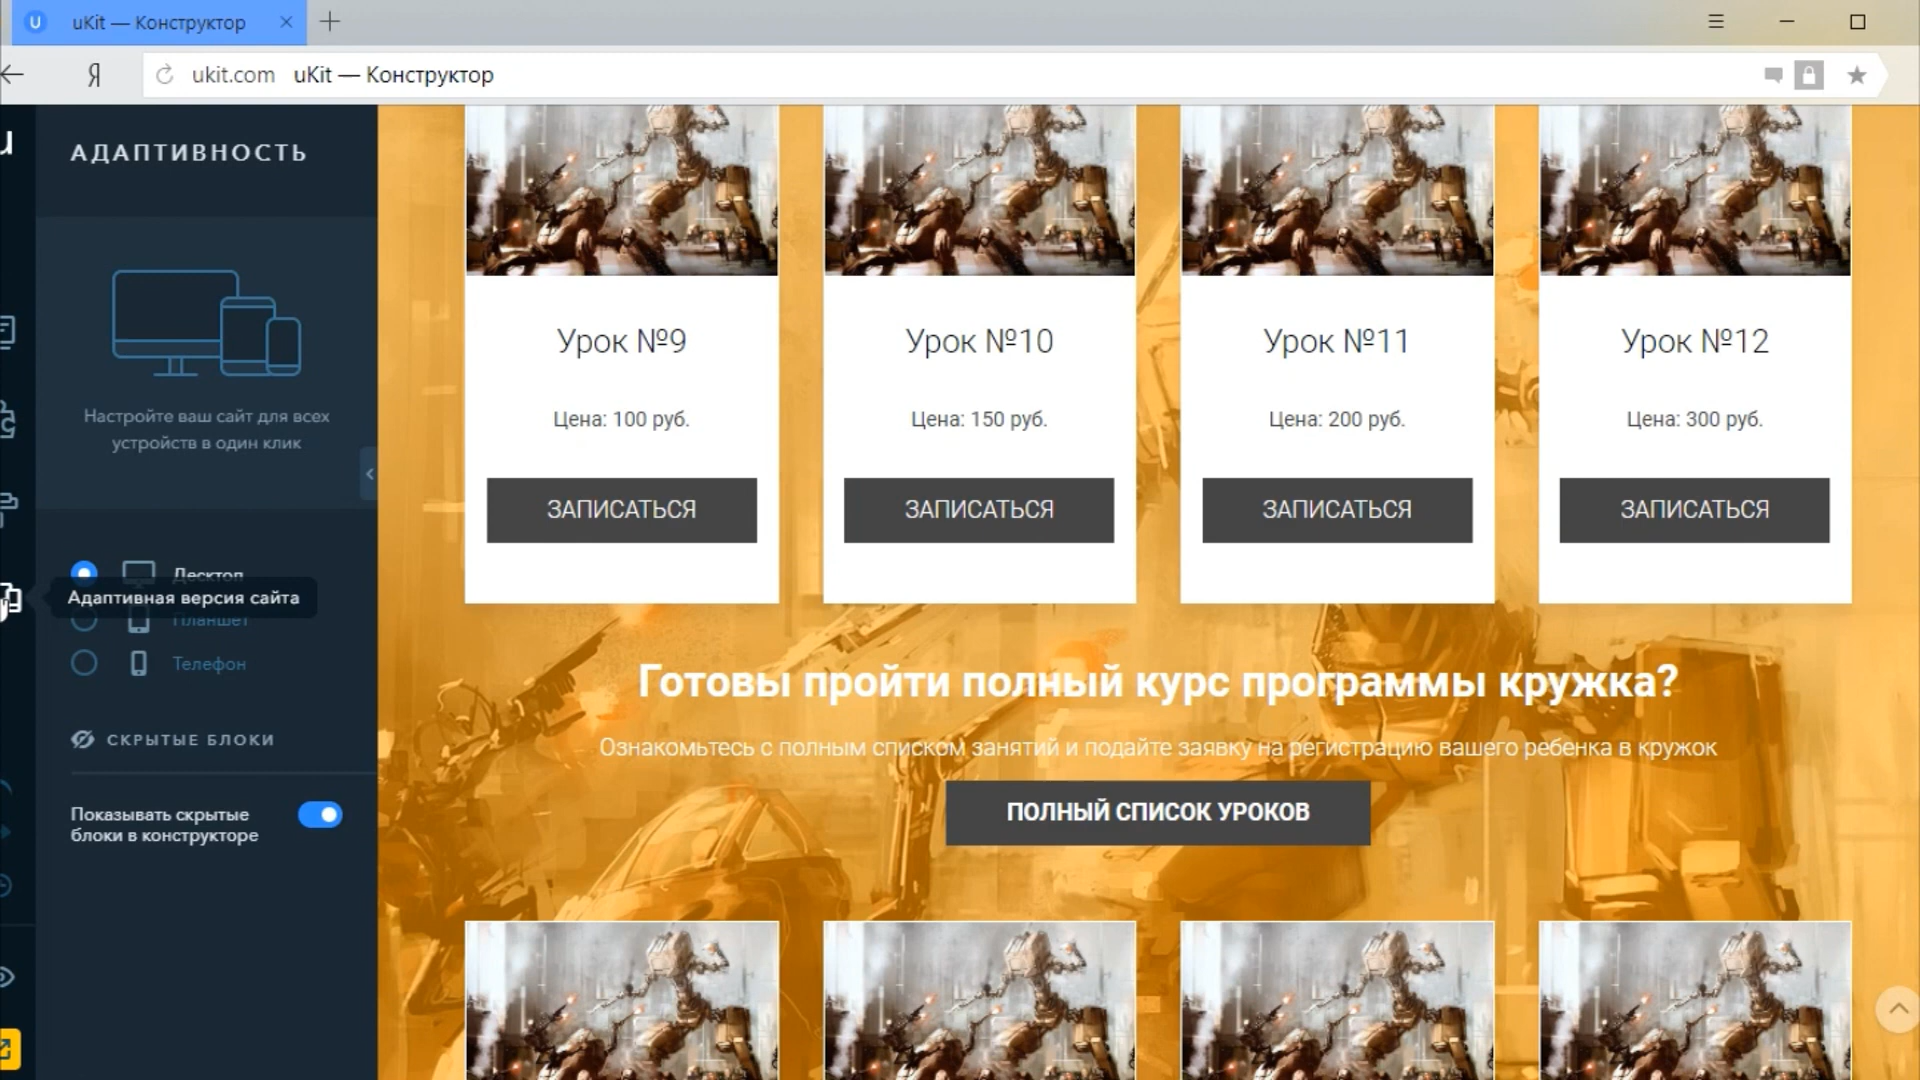 uKit — Конструктор
Я
ukit.com uKit — Конструктор
АДАПТИВНОСТЬ
Настройте ваш сайт для всех
устройств в один клик
Десктоп
Адаптивная версия сайта
Планшет
Телефон
СКРЫТЫЕ БЛОКИ
Показывать скрытые
блоки в конструкторе
Урок №9
Цена: 100 руб.
ЗАПИСАТЬСЯ
Урок №10
Цена: 150 руб.
ЗАПИСАТЬСЯ
Урок №11
Цена: 200 руб.
ЗАПИСАТЬСЯ
Урок №12
Цена: 300 руб.
ЗАПИСАТЬСЯ
Готовы пройти полный курс программы кружка?
Ознакомьтесь с полным списком занятий и подайте заявку на регистрацию вашего ребенка в кружок
ПОЛНЫЙ СПИСОК УРОКОВ